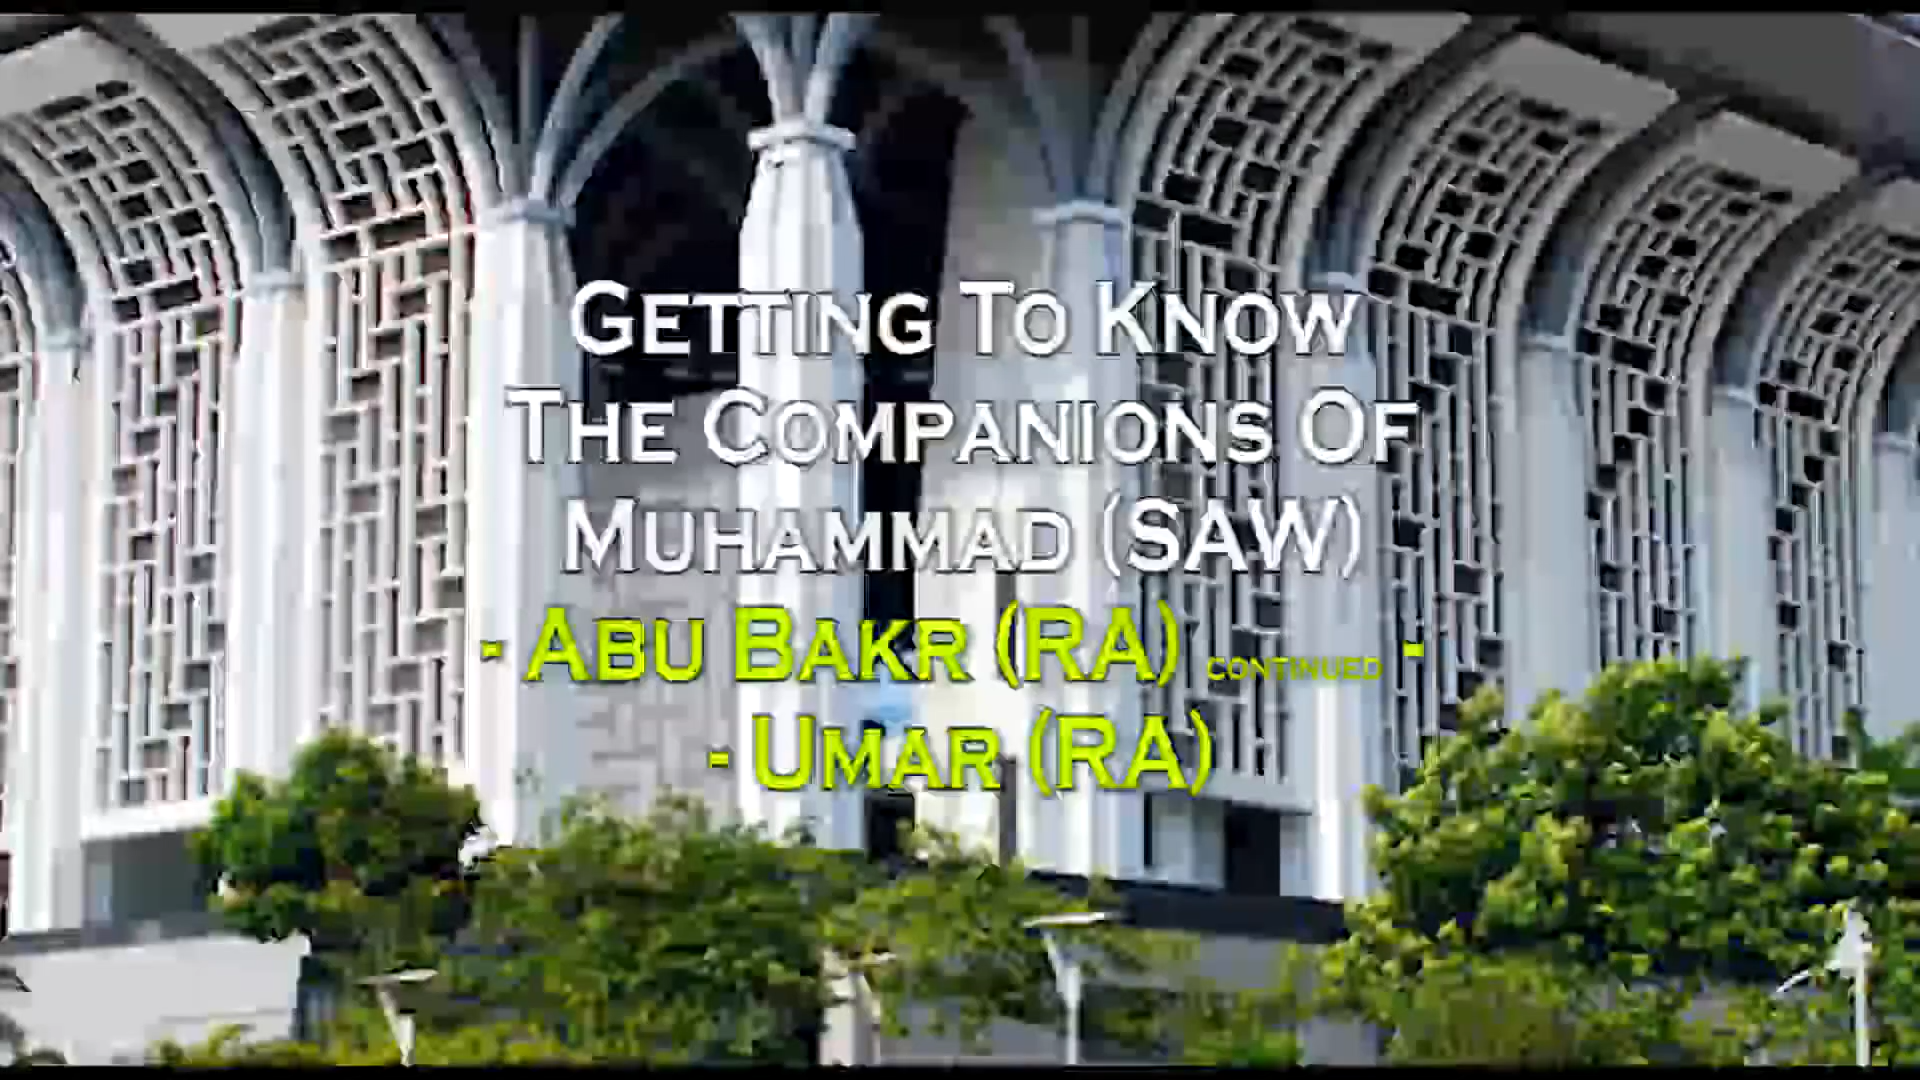 Getting To Know
The Companions Of
Muhammad (SAW)
- Abu Bakr (RA) continued -
- Umar (RA)